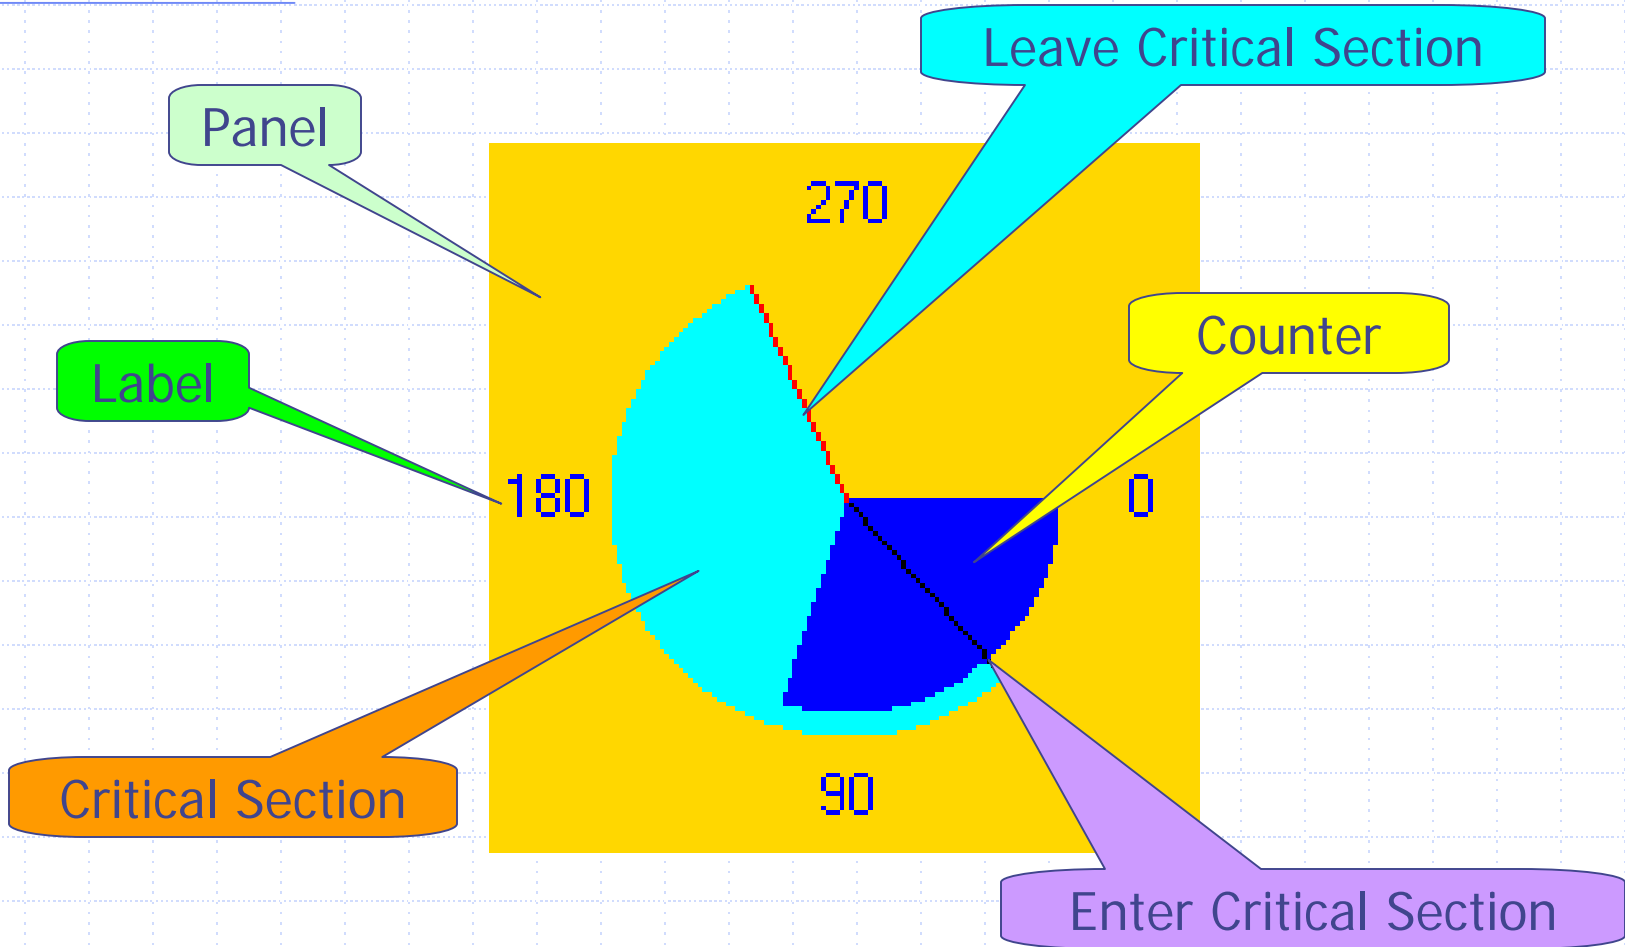 Leave Critical Section
Panel
270
Counter
Label
180
0
Critical Section
90
Enter Critical Section